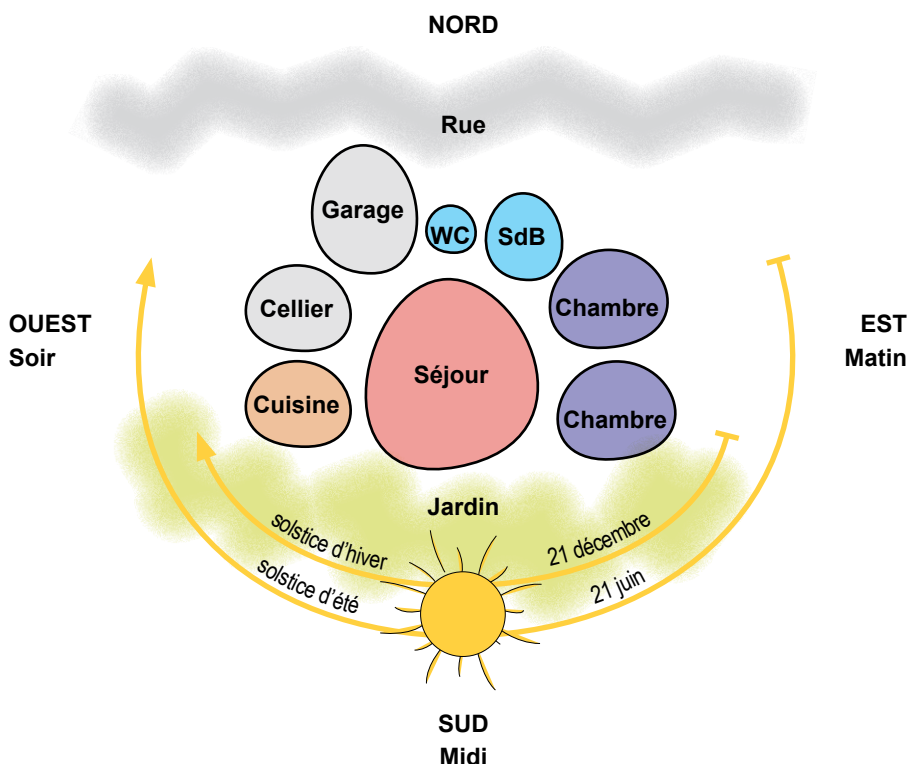 NORD
Rue
Garage
WC
SdB
Cellier
Chambre
OUEST
Soir
EST
Matin
Séjour
Cuisine
Chambre
Jardin
solstice d'hiver
21 décembre
solstice d'été
21 juin
SUD
Midi